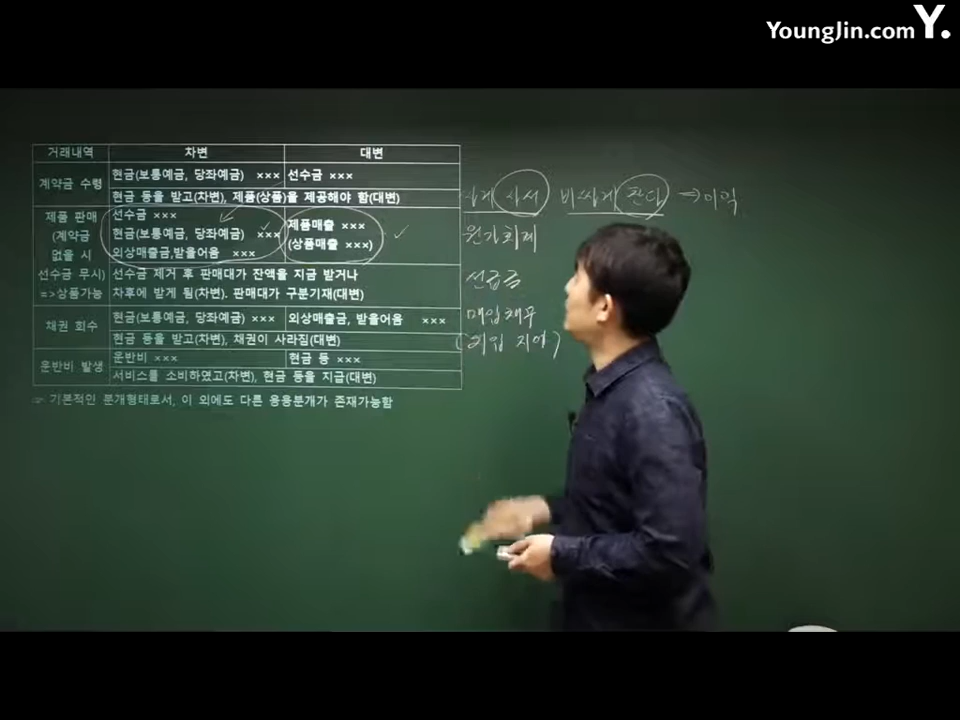 YoungJin.com Y.
거래내역 차변 대변
계약금 수령 현금(보통예금, 당좌예금) ××× 선수금 ×××
현금 등을 받고(차변), 제품(상품)을 제공해야 함(대변)
제품 판매 선수금 ×××
(계약금 현금(보통예금, 당좌예금) ×××
없을 시 외상매출금,받을어음 ×××
제품매출 ×××
(상품매출 ×××)
선수금 무시) 선수금 제거 후 판매대가 잔액을 지금 받거나
=>상품가능 차후에 받게 됨(차변). 판매대가 구분기재(대변)
채권 회수 현금(보통예금, 당좌예금) ××× 외상매출금, 받을어음 ×××
현금 등을 받고(차변), 채권이 사라짐(대변)
운반비 발생 운반비 ××× 현금 등 ×××
서비스를 소비하였고(차변), 현금 등을 지급(대변)
☞ 기본적인 분개형태로서, 이 외에도 다른 응용분개가 존재가능함
싸게 사서 비싸게 판다 ⇒이익
선급금
매입채무